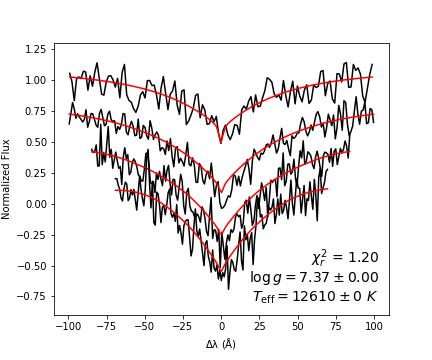 1.25
1.00
0.75
0.50
0.25
0.00
−0.25
−0.50
−0.75
Normalized Flux
χ²ᵣ = 1.20
log g = 7.37 ± 0.00
T_eff = 12610 ± 0 K
−100 −75 −50 −25 0 25 50 75 100
Δλ (Å)